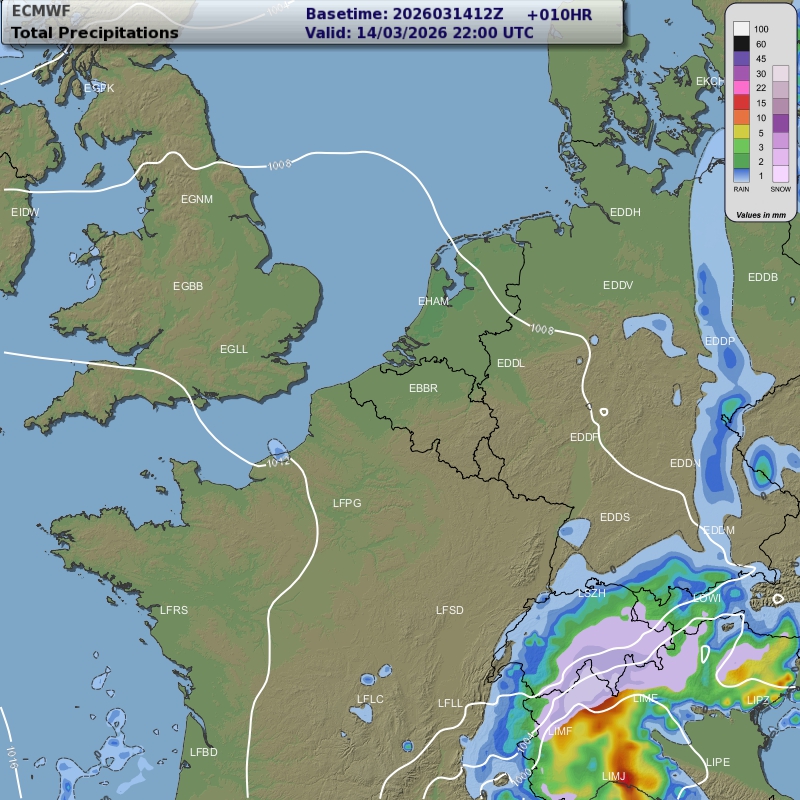 ECMWF
Basetime: 2026031412Z +010HR
Total Precipitations
Valid: 14/03/2026 22:00 UTC
100
60
45
30
22
15
10
5
3
2
1
RAIN
SNOW
Values in mm
EGPK
EKCH
1008
EGNM
EIDW
EDDH
EGBB
EDDV
EDDB
EHAM
1008
EGLL
EDDP
EDDL
EBBR
EDDF
1012
EDDN
LFPG
EDDS
EDDM
LSZH
LOWI
LFRS
LFSD
LFLC
LFLL
LIME
LIPZ
LIMF
1004
LFBD
1016
LIPE
1000
LIMJ